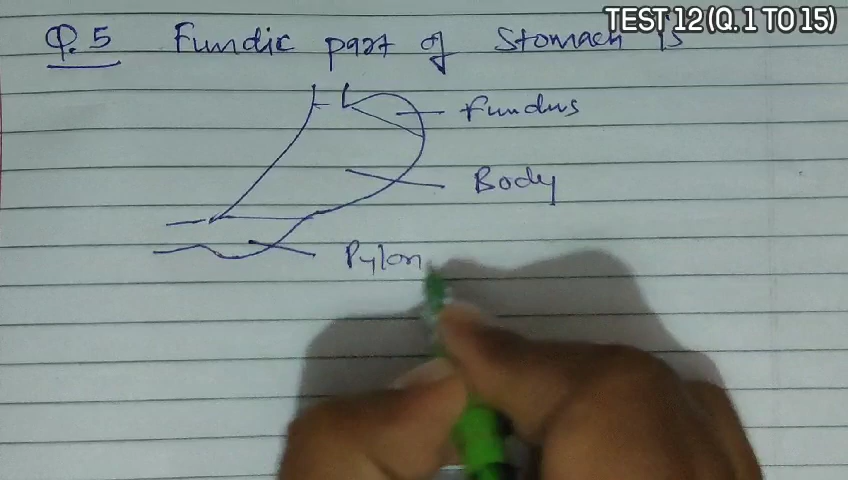 TEST 12 (Q. 1 TO 15)
Q. 5 Fundic part of Stomach is
Fundus
Body
Pylor